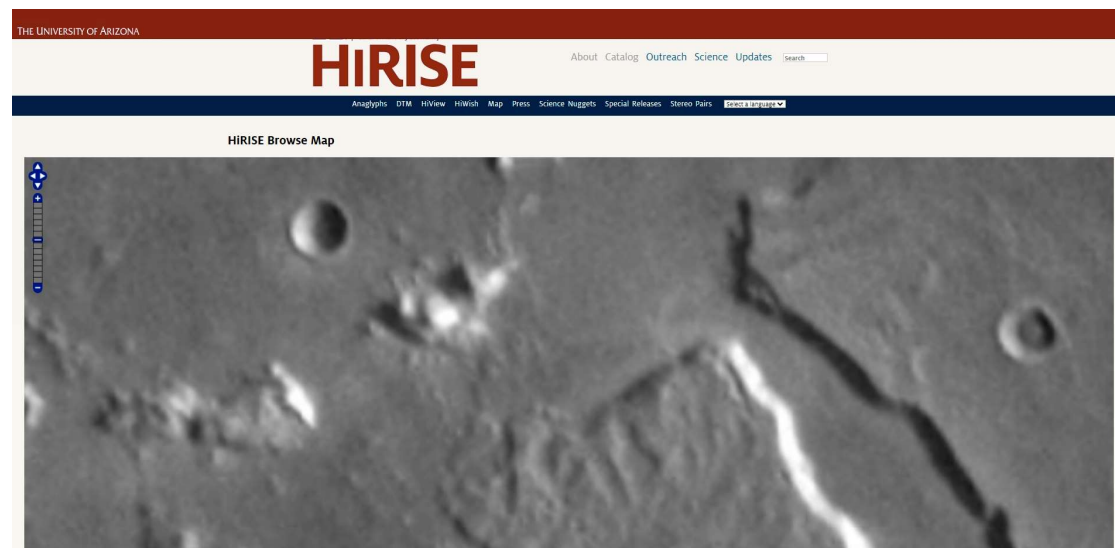 THE UNIVERSITY OF ARIZONA
HiRISE
About Catalog Outreach Science Updates search
Anaglyphs DTM HiView HiWish Map Press Science Nuggets Special Releases Stereo Pairs Select a language
HiRISE Browse Map